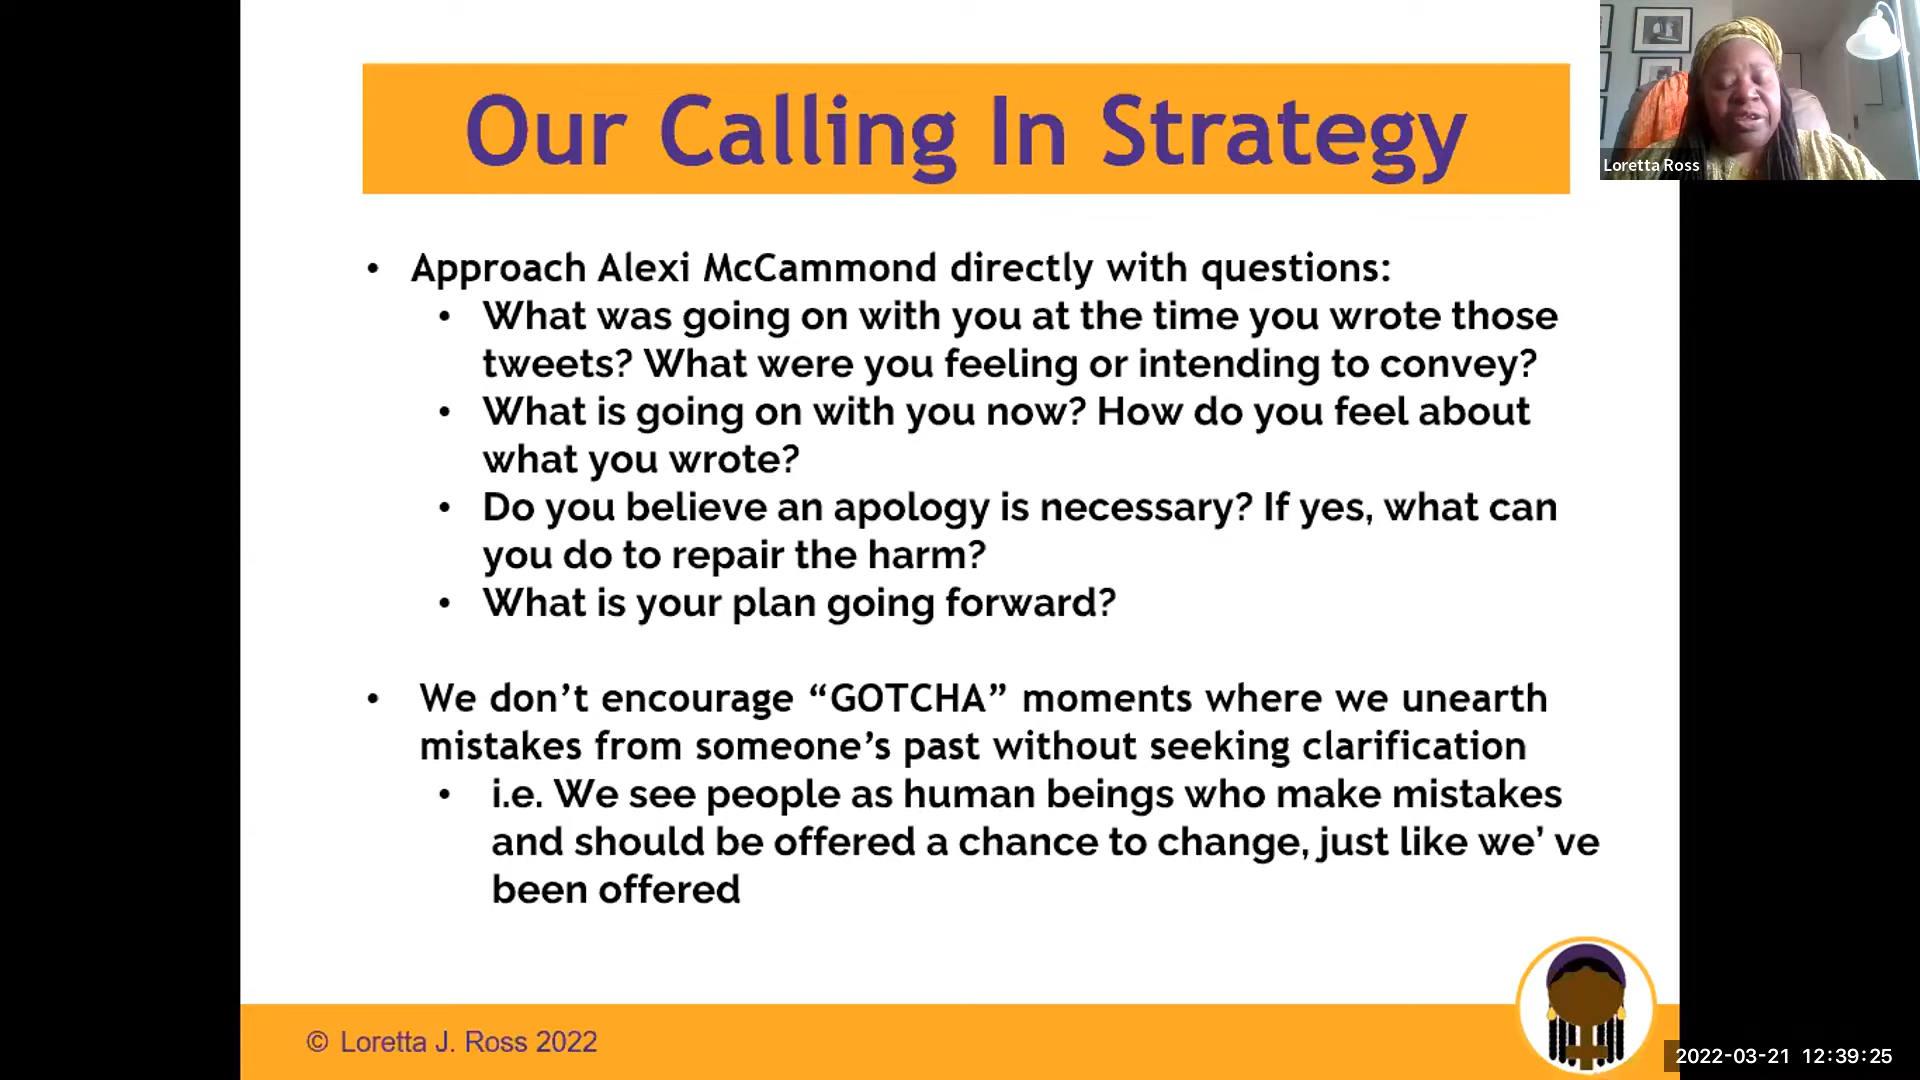 Our Calling In Strategy
Loretta Ross
• Approach Alexi McCammond directly with questions:
• What was going on with you at the time you wrote those
tweets? What were you feeling or intending to convey?
• What is going on with you now? How do you feel about
what you wrote?
• Do you believe an apology is necessary? If yes, what can
you do to repair the harm?
• What is your plan going forward?
• We don’t encourage “GOTCHA” moments where we unearth
mistakes from someone’s past without seeking clarification
• i.e. We see people as human beings who make mistakes
and should be offered a chance to change, just like we’ ve
been offered
© Loretta J. Ross 2022
2022-03-21 12:39:25